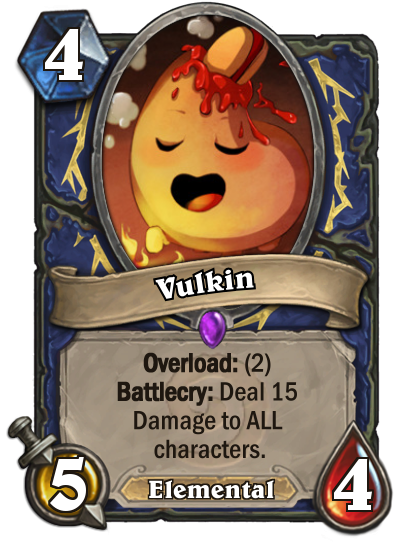 4
Vulkin
Overload: (2)
Battlecry: Deal 15
Damage to ALL
characters.
5
Elemental
4